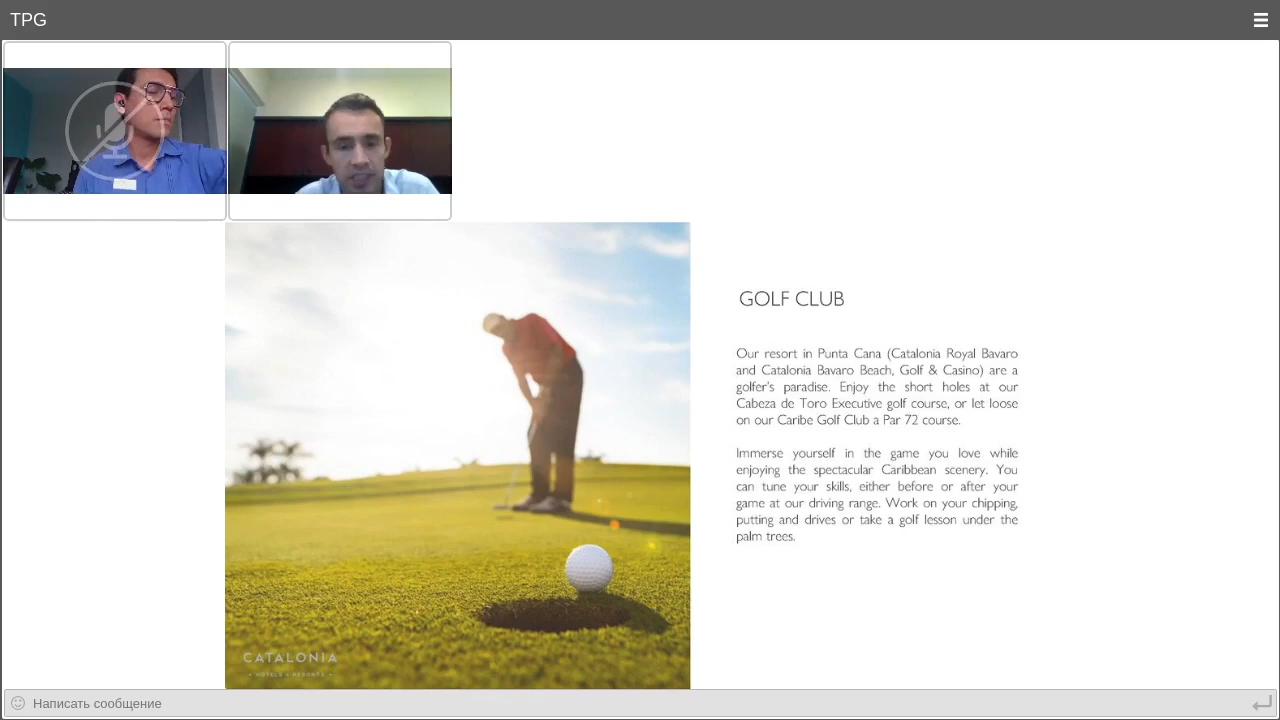 TPG
GOLF CLUB
Our resort in Punta Cana (Catalonia Royal Bavaro
and Catalonia Bavaro Beach, Golf & Casino) are a
golfer's paradise. Enjoy the short holes at our
Cabeza de Toro Executive golf course, or let loose
on our Caribe Golf Club a Par 72 course.
Immerse yourself in the game you love while
enjoying the spectacular Caribbean scenery. You
can tune your skills, either before or after your
game at our driving range. Work on your chipping,
putting and drives or take a golf lesson under the
palm trees.
CATALONIA
HOTELS & RESORTS
Написать сообщение